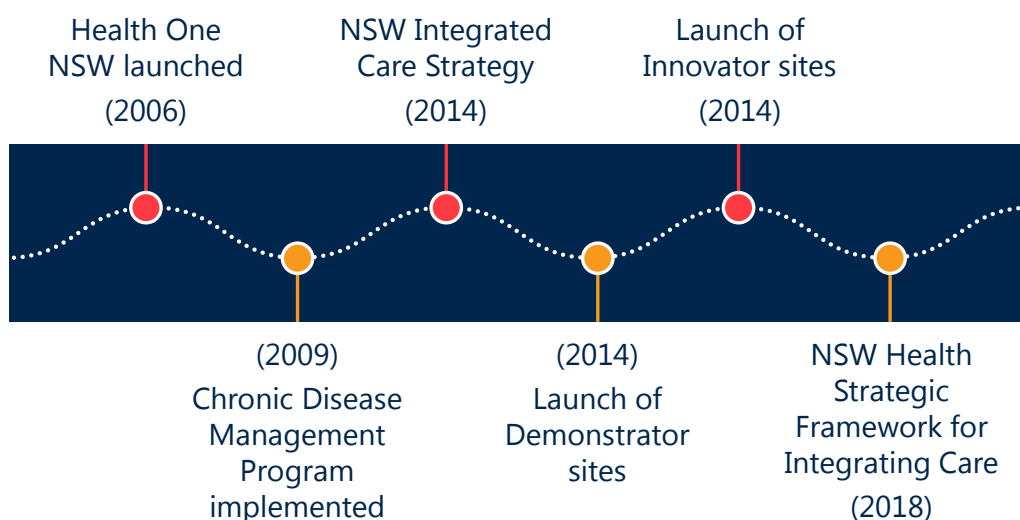 Health One
NSW launched
(2006)
NSW Integrated
Care Strategy
(2014)
Launch of
Innovator sites
(2014)
(2009)
Chronic Disease
Management
Program
implemented
(2014)
Launch of
Demonstrator
sites
NSW Health
Strategic
Framework for
Integrating Care
(2018)